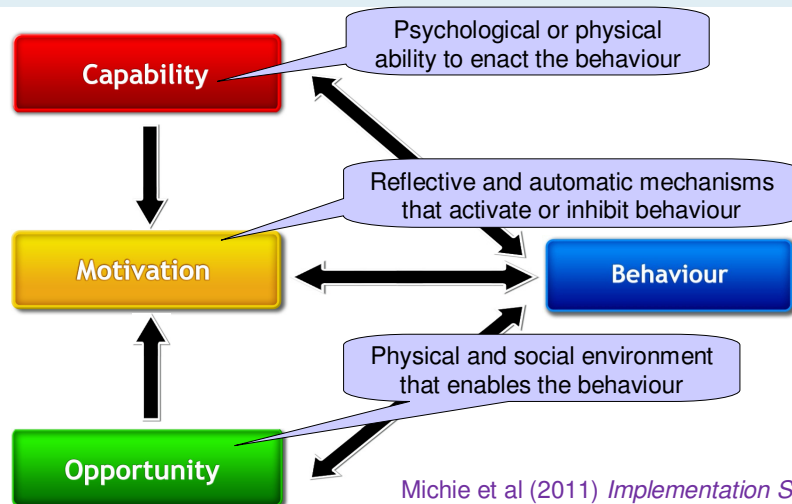 Psychological or physical
ability to enact the behaviour
Capability
Reflective and automatic mechanisms
that activate or inhibit behaviour
Motivation
Behaviour
Physical and social environment
that enables the behaviour
Opportunity
Michie et al (2011) Implementation S